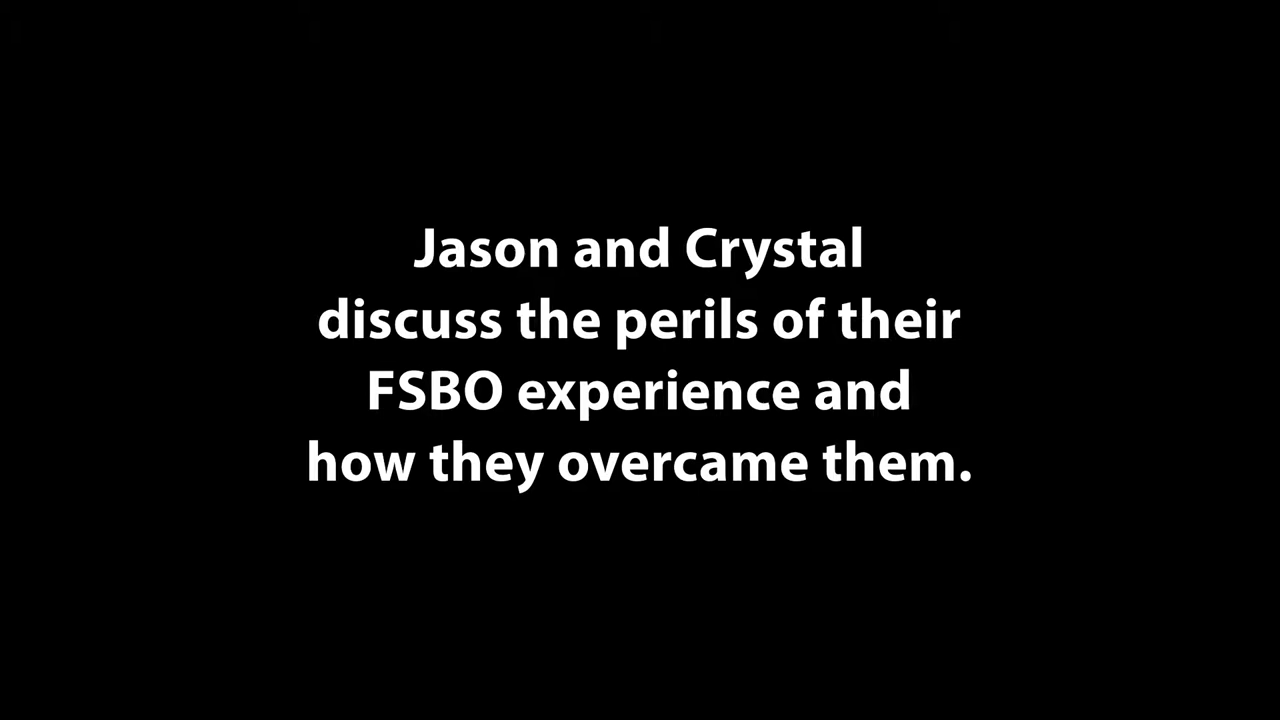 Jason and Crystal
discuss the perils of their
FSBO experience and
how they overcame them.